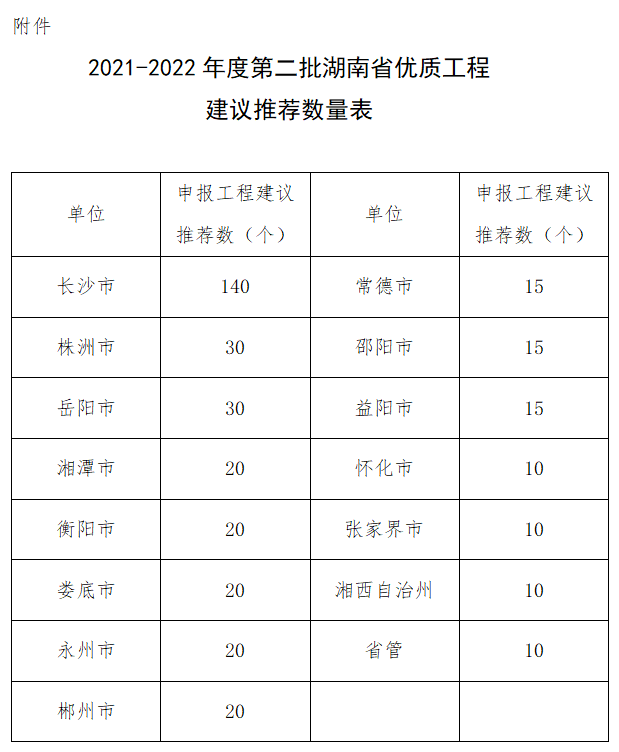 附件
2021-2022 年度第二批湖南省优质工程
建议推荐数量表
单位 申报工程建议推荐数（个） 单位 申报工程建议推荐数（个）
长沙市 140 常德市 15
株洲市 30 邵阳市 15
岳阳市 30 益阳市 15
湘潭市 20 怀化市 10
衡阳市 20 张家界市 10
娄底市 20 湘西自治州 10
永州市 20 省管 10
郴州市 20